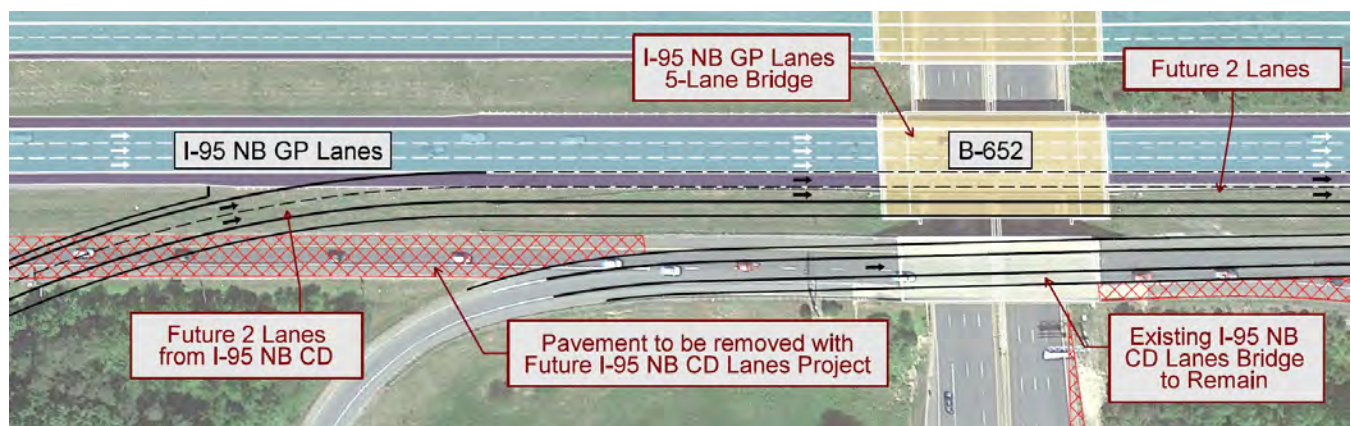 I-95 NB GP Lanes
5-Lane Bridge
Future 2 Lanes
I-95 NB GP Lanes
B-652
Future 2 Lanes
from I-95 NB CD
Pavement to be removed with
Future I-95 NB CD Lanes Project
Existing I-95 NB
CD Lanes Bridge
to Remain